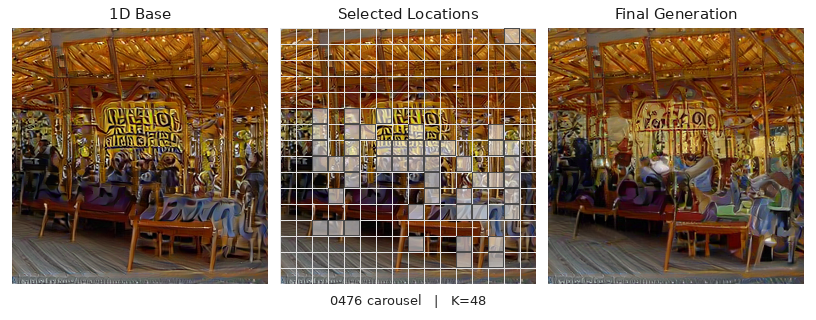 1D Base
Selected Locations
Final Generation
0476 carousel | K=48